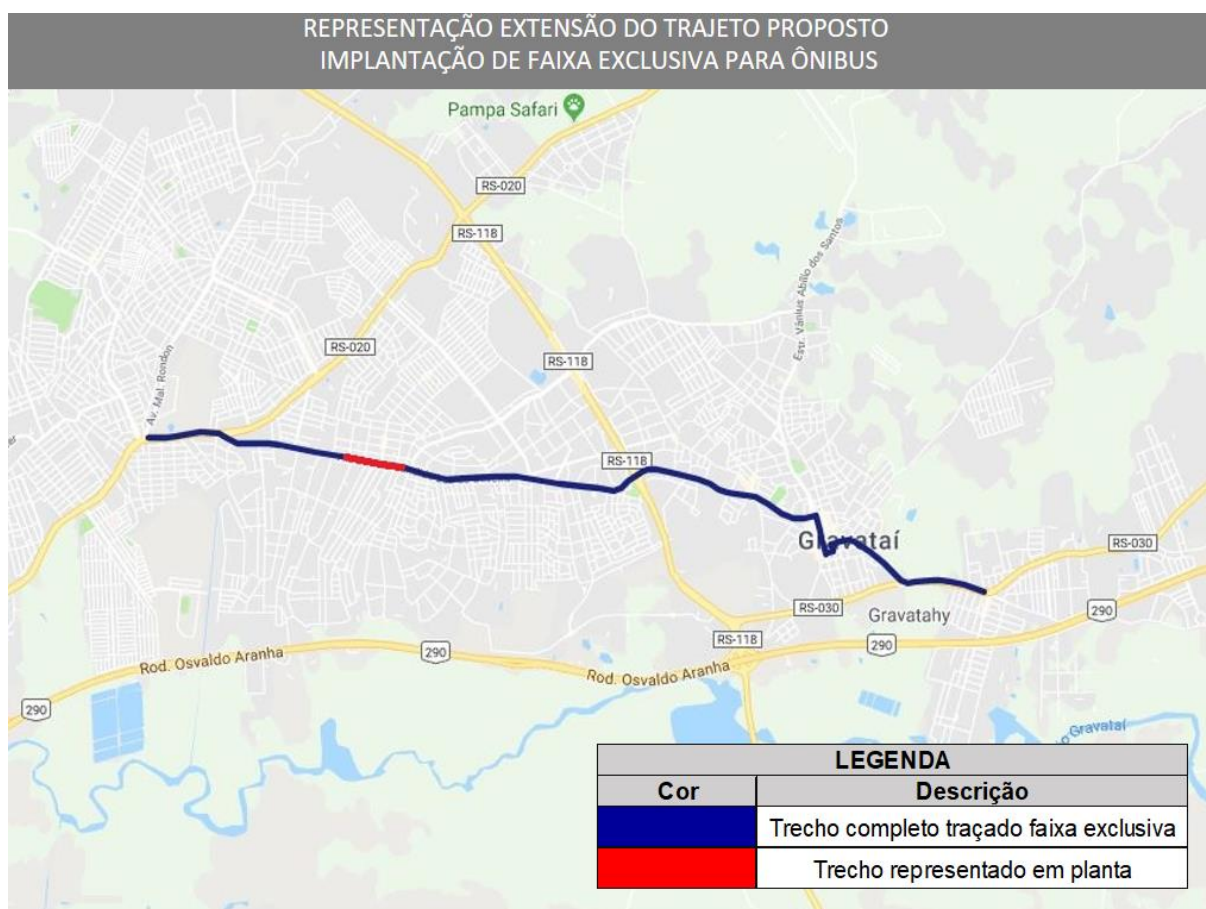 REPRESENTAÇÃO EXTENSÃO DO TRAJETO PROPOSTO
IMPLANTAÇÃO DE FAIXA EXCLUSIVA PARA ÔNIBUS
Pampa Safari
RS-020
RS-118
Estr. Vânius Abílio dos Santos
RS-020
Av. Mal. Rondon
RS-118
RS-118
Gravataí
RS-030
RS-030
Gravatahy
290
RS-118
290
290
Rod. Osvaldo Aranha
Rod. Osvaldo Aranha
290
Gravataí
LEGENDA
Cor Descrição
Trecho completo traçado faixa exclusiva
Trecho representado em planta